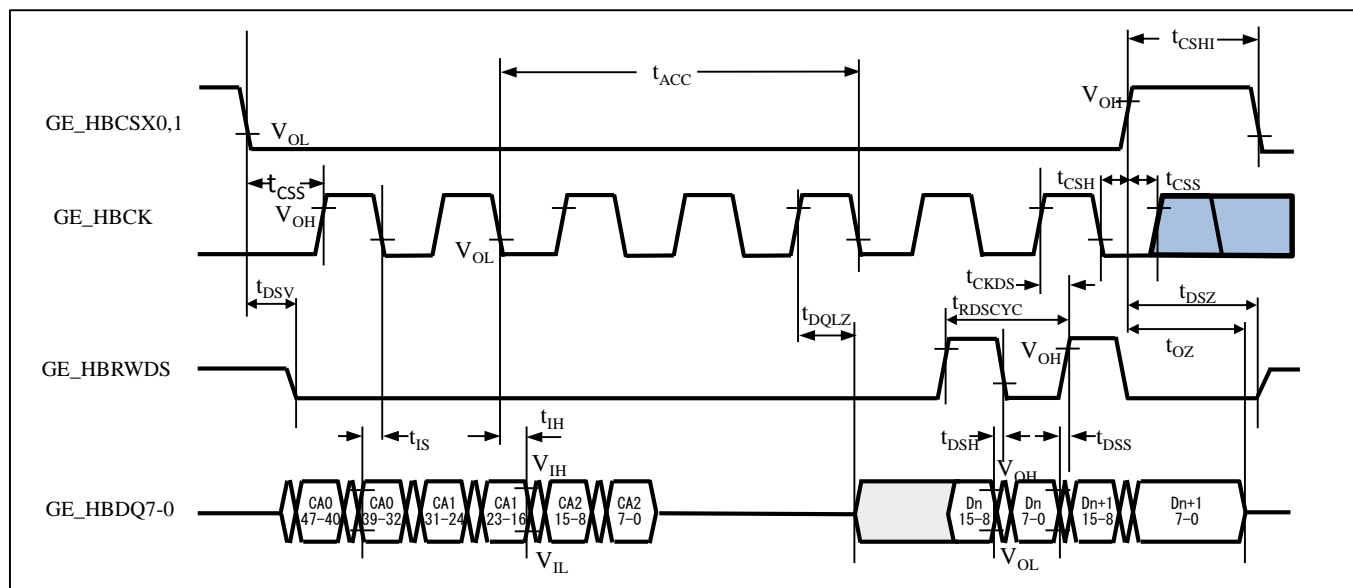 tCSHI
tACC
VOH
GE_HBCSX0,1
VOL
tCSS
tCSH
tCSS
VOH
GE_HBCK
VOL
tCKDS
tDSV
tRDSCYC
tDSZ
tDQLZ
tOZ
VOH
GE_HBRWDS
tIH
tIS
tDSH
tDSS
VIH
VOH
GE_HBDQ7-0
CA0 47-40
CA0 39-32
CA1 31-24
CA1 23-16
CA2 15-8
CA2 7-0
Dn 15-8
Dn 7-0
Dn+1 15-8
Dn+1 7-0
VIL
VOL